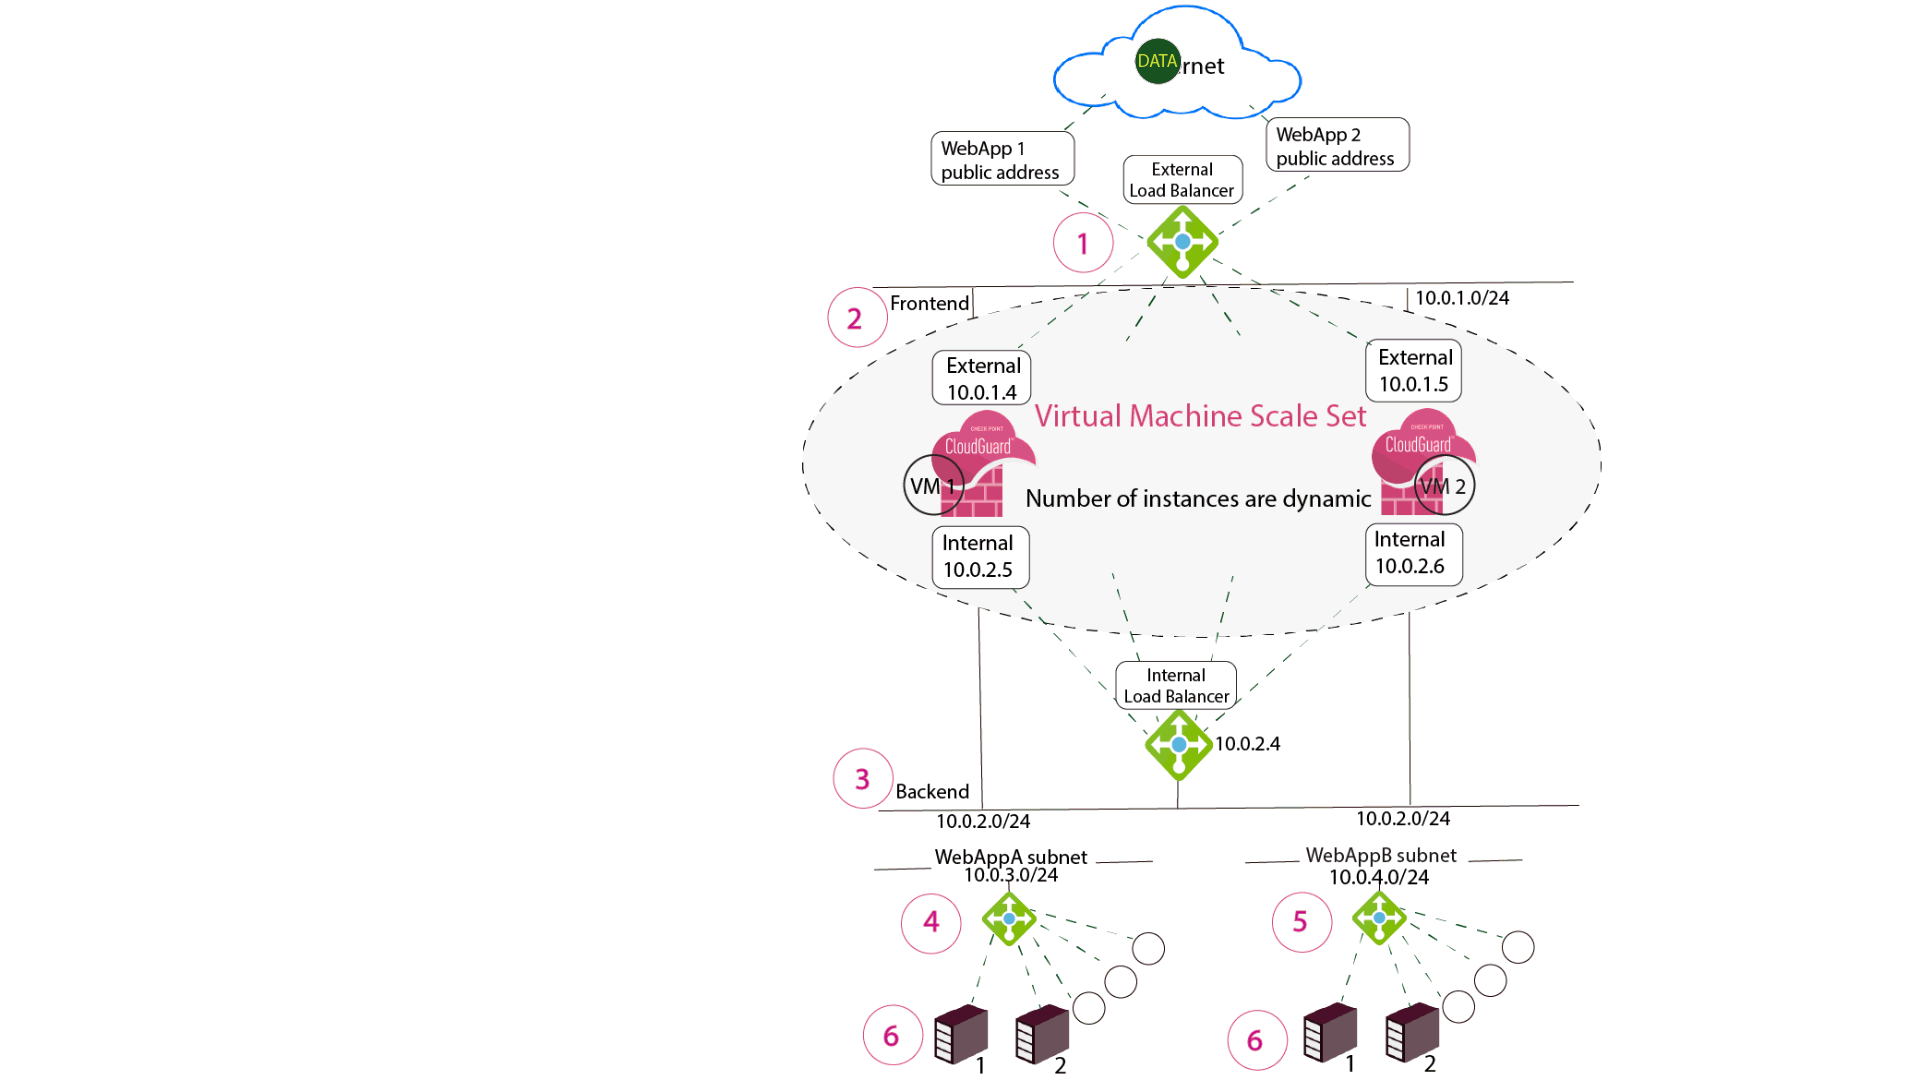 DATA
rnet
WebApp 1
public address
External
Load Balancer
WebApp 2
public address
1
2
Frontend
10.0.1.0/24
External
10.0.1.4
External
10.0.1.5
Virtual Machine Scale Set
CHECK POINT
CloudGuard
CHECK POINT
CloudGuard
VM 1
Number of instances are dynamic
VM 2
Internal
10.0.2.5
Internal
10.0.2.6
Internal
Load Balancer
10.0.2.4
3
Backend
10.0.2.0/24
10.0.2.0/24
WebAppA subnet
10.0.3.0/24
WebAppB subnet
10.0.4.0/24
4
5
6
1
2
6
1
2